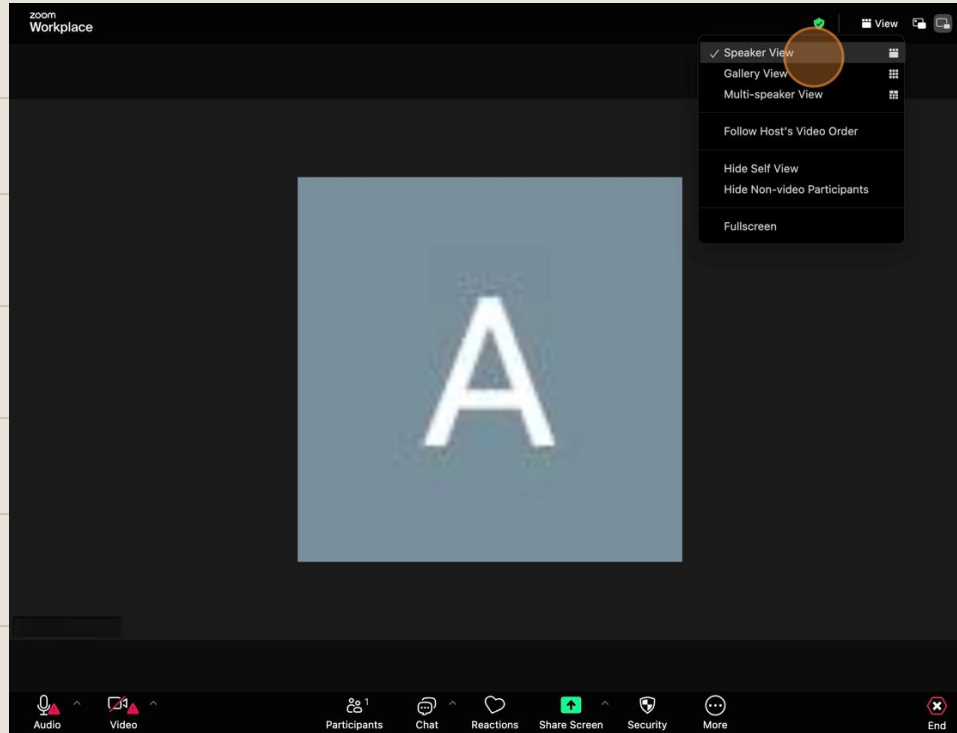 zoom
Workplace
View
✓ Speaker View
Gallery View
Multi-speaker View
Follow Host's Video Order
Hide Self View
Hide Non-video Participants
Fullscreen
A
1
Audio
Video
Participants
Chat
Reactions
Share Screen
Security
More
End